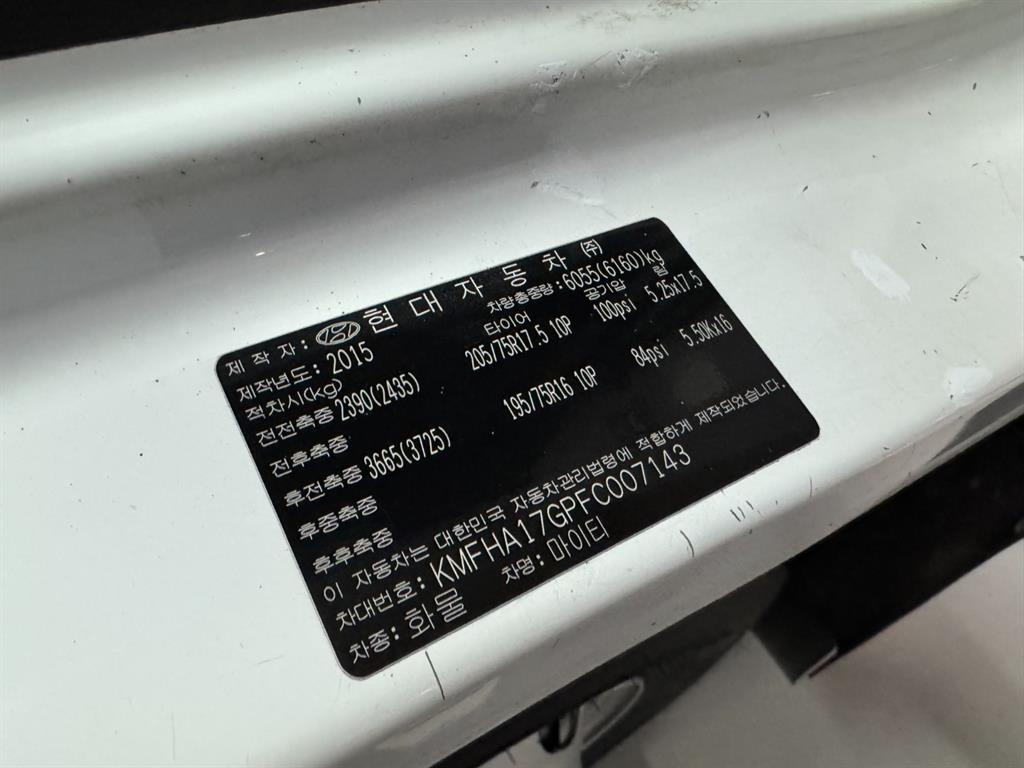 제 작 자: 현 대 자 동 차 ㈜
제작년도: 2015 차량총중량: 6055(6160)kg
적차시(kg) 타이어 공기압 림
전전축중 2390(2435) 205/75R17.5 10P 100psi 5.25x17.5
전후축중
후전축중 3665(3725) 195/75R16 10P 84psi 5.50Kx16
후중축중
후후축중
이 자동차는 대한민국 자동차관리법령에 적합하게 제작되었습니다.
차대번호: KMFHA17GPFC007143
차종: 화물 차명: 마이티